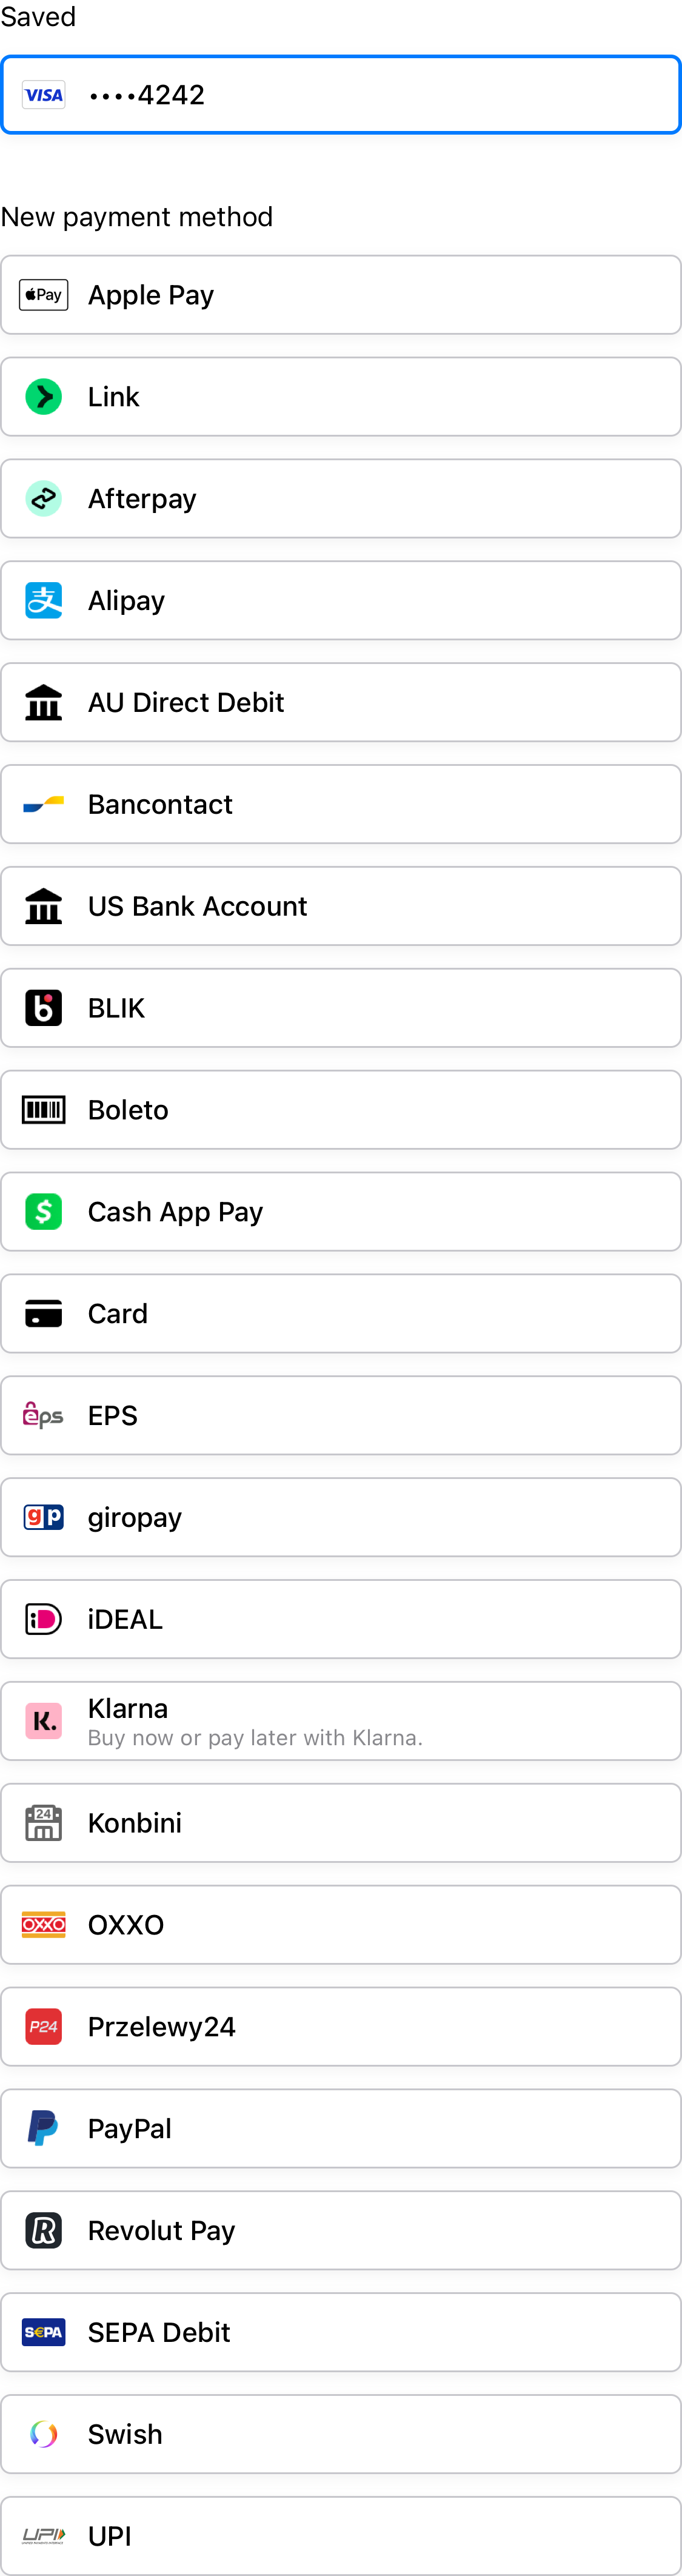 Saved
VISA ••••4242
New payment method
Pay Apple Pay
Link
Afterpay
支 Alipay
AU Direct Debit
Bancontact
US Bank Account
b BLIK
Boleto
$ Cash App Pay
Card
eps EPS
gp giropay
iD iDEAL
K. Klarna
Buy now or pay later with Klarna.
24 Konbini
OXXO OXXO
P24 Przelewy24
P PayPal
R Revolut Pay
S€PA SEPA Debit
Swish
UPI UPI